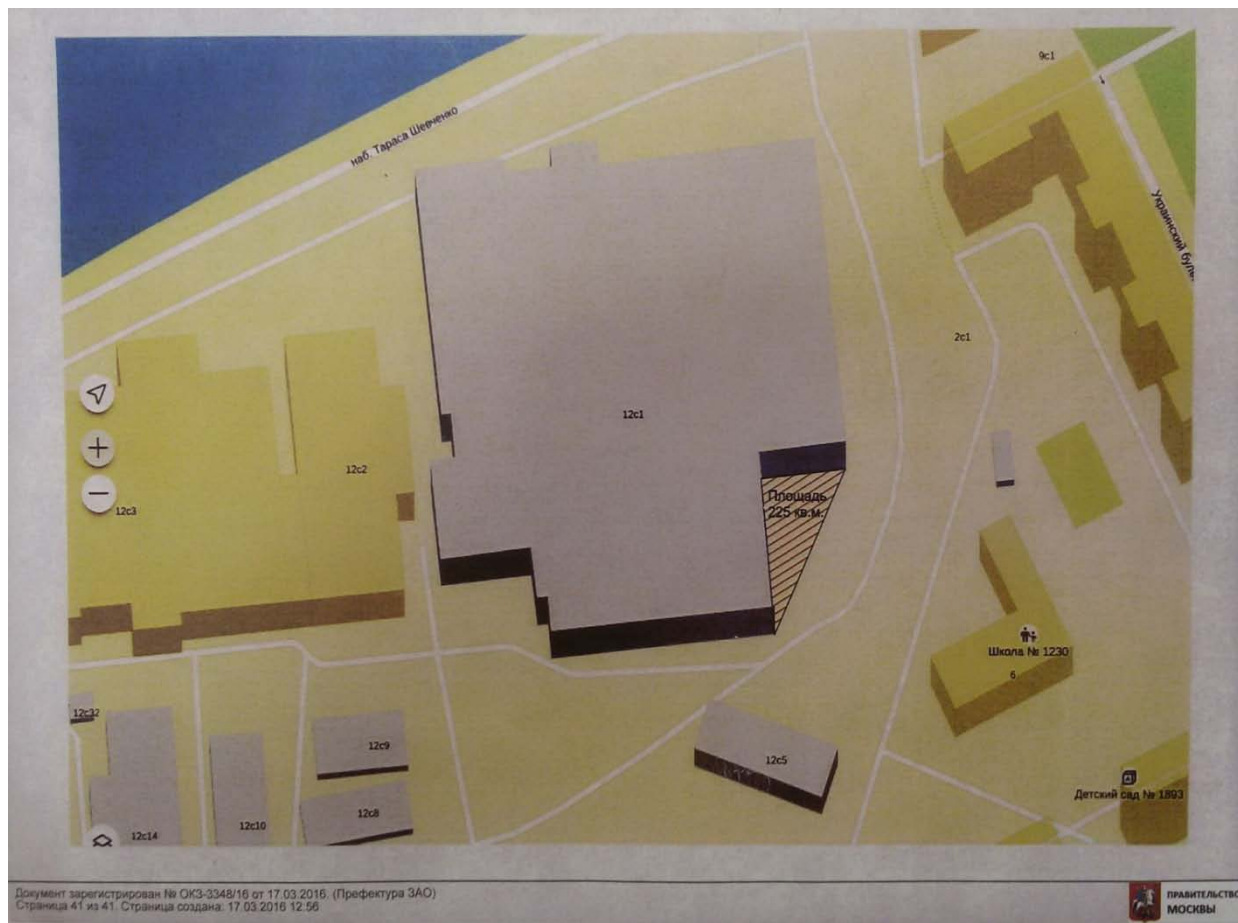 9с1
наб. Тараса Шевченко
Украинский буль
2с1
12с1
12с2
12с3
Площадь
225 кв.м.
Школа № 1230
6
12с32
12с9
12с5
Детский сад № 1893
12с8
12с10
12с14
Документ зарегистрирован № ОКЗ-3348/16 от 17.03.2016. (Префектура ЗАО)
Страница 41 из 41. Страница создана: 17.03.2016 12:56
ПРАВИТЕЛЬСТВО
МОСКВЫ